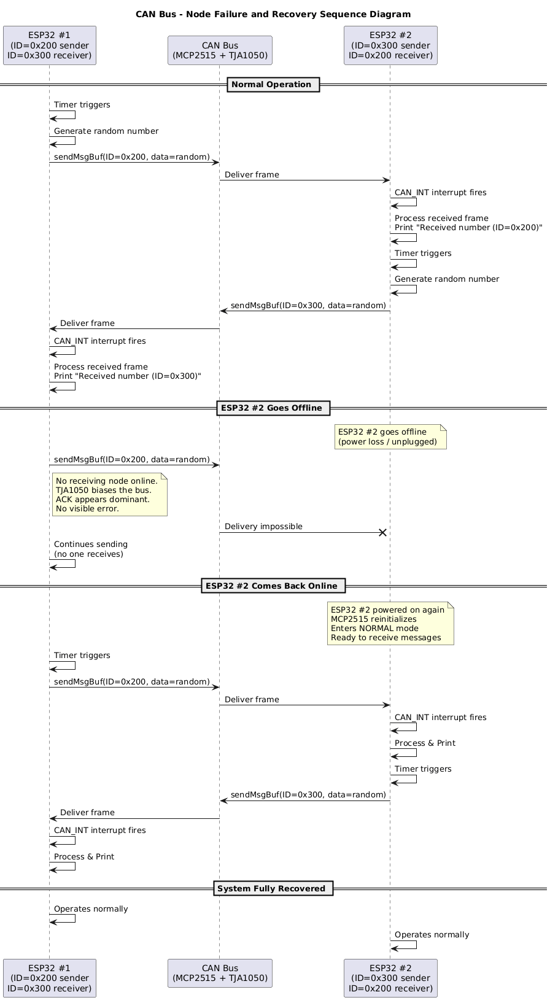 CAN Bus - Node Failure and Recovery Sequence Diagram
ESP32 #1
(ID=0x200 sender
ID=0x300 receiver)
CAN Bus
(MCP2515 + TJA1050)
ESP32 #2
(ID=0x300 sender
ID=0x200 receiver)
Normal Operation
Timer triggers
Generate random number
sendMsgBuf(ID=0x200, data=random)
Deliver frame
CAN_INT interrupt fires
Process received frame
Print "Received number (ID=0x200)"
Timer triggers
Generate random number
sendMsgBuf(ID=0x300, data=random)
Deliver frame
CAN_INT interrupt fires
Process received frame
Print "Received number (ID=0x300)"
ESP32 #2 Goes Offline
ESP32 #2 goes offline
(power loss / unplugged)
sendMsgBuf(ID=0x200, data=random)
No receiving node online.
TJA1050 biases the bus.
ACK appears dominant.
No visible error.
Delivery impossible
Continues sending
(no one receives)
ESP32 #2 Comes Back Online
ESP32 #2 powered on again
MCP2515 reinitializes
Enters NORMAL mode
Ready to receive messages
Timer triggers
sendMsgBuf(ID=0x200, data=random)
Deliver frame
CAN_INT interrupt fires
Process & Print
Timer triggers
sendMsgBuf(ID=0x300, data=random)
Deliver frame
CAN_INT interrupt fires
Process & Print
System Fully Recovered
Operates normally
Operates normally
ESP32 #1
(ID=0x200 sender
ID=0x300 receiver)
CAN Bus
(MCP2515 + TJA1050)
ESP32 #2
(ID=0x300 sender
ID=0x200 receiver)